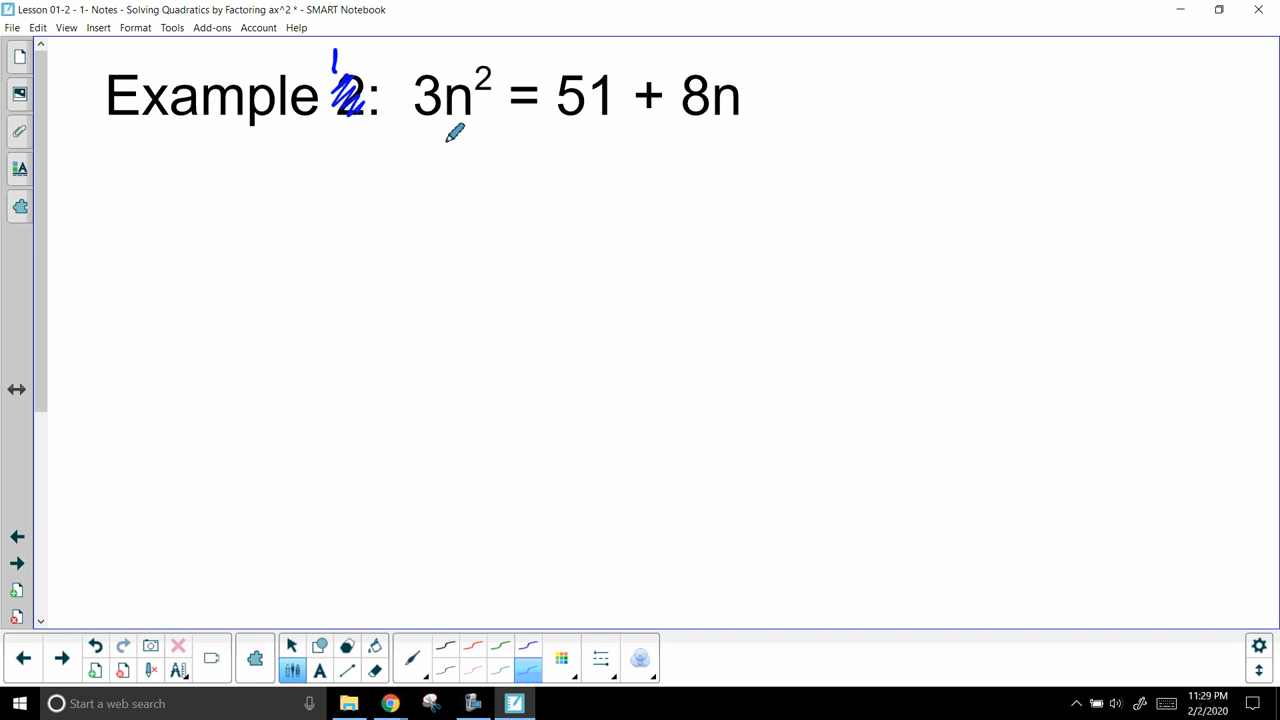 Lesson 01-2 - 1- Notes - Solving Quadratics by Factoring ax^2 * - SMART Notebook
File Edit View Insert Format Tools Add-ons Account Help
1
Example 2: 3n² = 51 + 8n
Start a web search
11:29 PM
2/2/2020